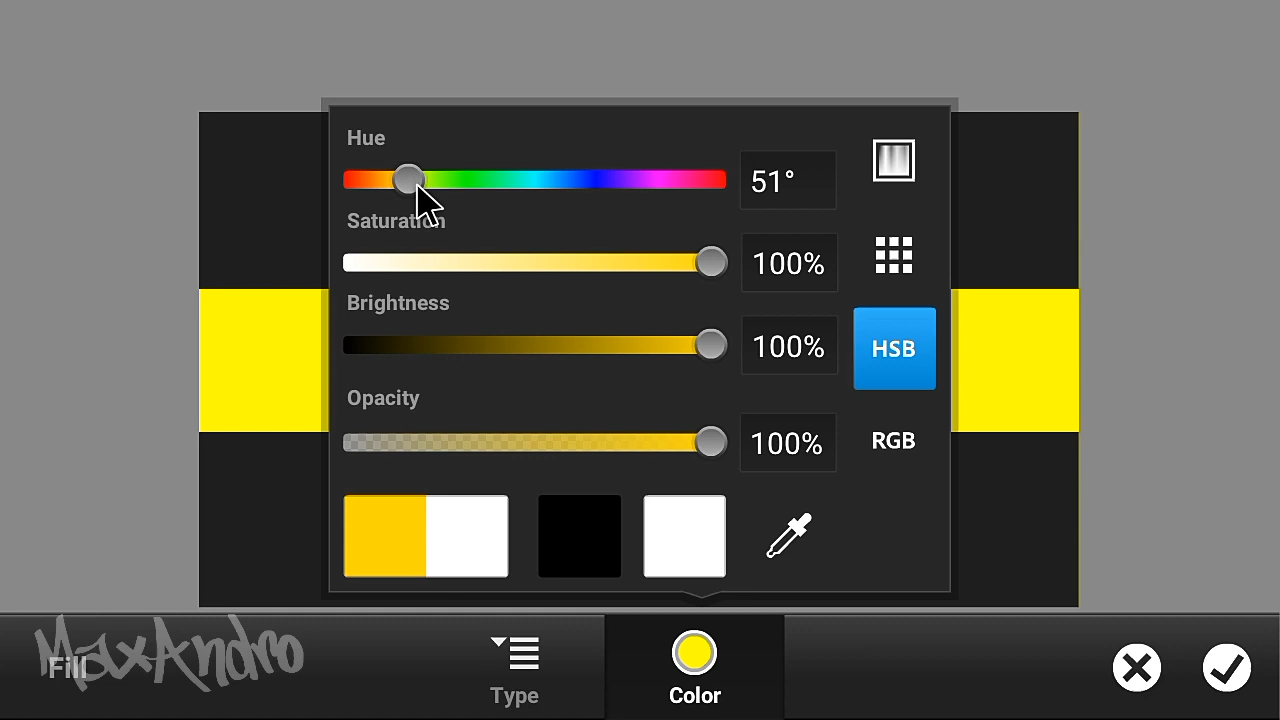 Hue
51°
Saturation
100%
Brightness
100%
HSB
Opacity
100%
RGB
MaxAndro
Fill
Type
Color